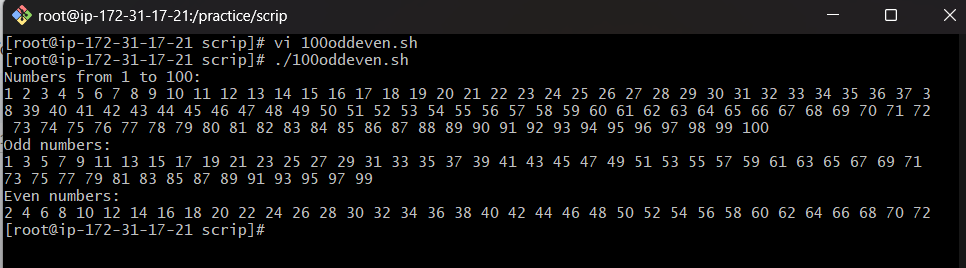 root@ip-172-31-17-21:/practice/scrip
[root@ip-172-31-17-21 scrip]# vi 100oddeven.sh
[root@ip-172-31-17-21 scrip]# ./100oddeven.sh
Numbers from 1 to 100:
1 2 3 4 5 6 7 8 9 10 11 12 13 14 15 16 17 18 19 20 21 22 23 24 25 26 27 28 29 30 31 32 33 34 35 36 37 3
8 39 40 41 42 43 44 45 46 47 48 49 50 51 52 53 54 55 56 57 58 59 60 61 62 63 64 65 66 67 68 69 70 71 72
 73 74 75 76 77 78 79 80 81 82 83 84 85 86 87 88 89 90 91 92 93 94 95 96 97 98 99 100
Odd numbers:
1 3 5 7 9 11 13 15 17 19 21 23 25 27 29 31 33 35 37 39 41 43 45 47 49 51 53 55 57 59 61 63 65 67 69 71
73 75 77 79 81 83 85 87 89 91 93 95 97 99
Even numbers:
2 4 6 8 10 12 14 16 18 20 22 24 26 28 30 32 34 36 38 40 42 44 46 48 50 52 54 56 58 60 62 64 66 68 70 72
[root@ip-172-31-17-21 scrip]#